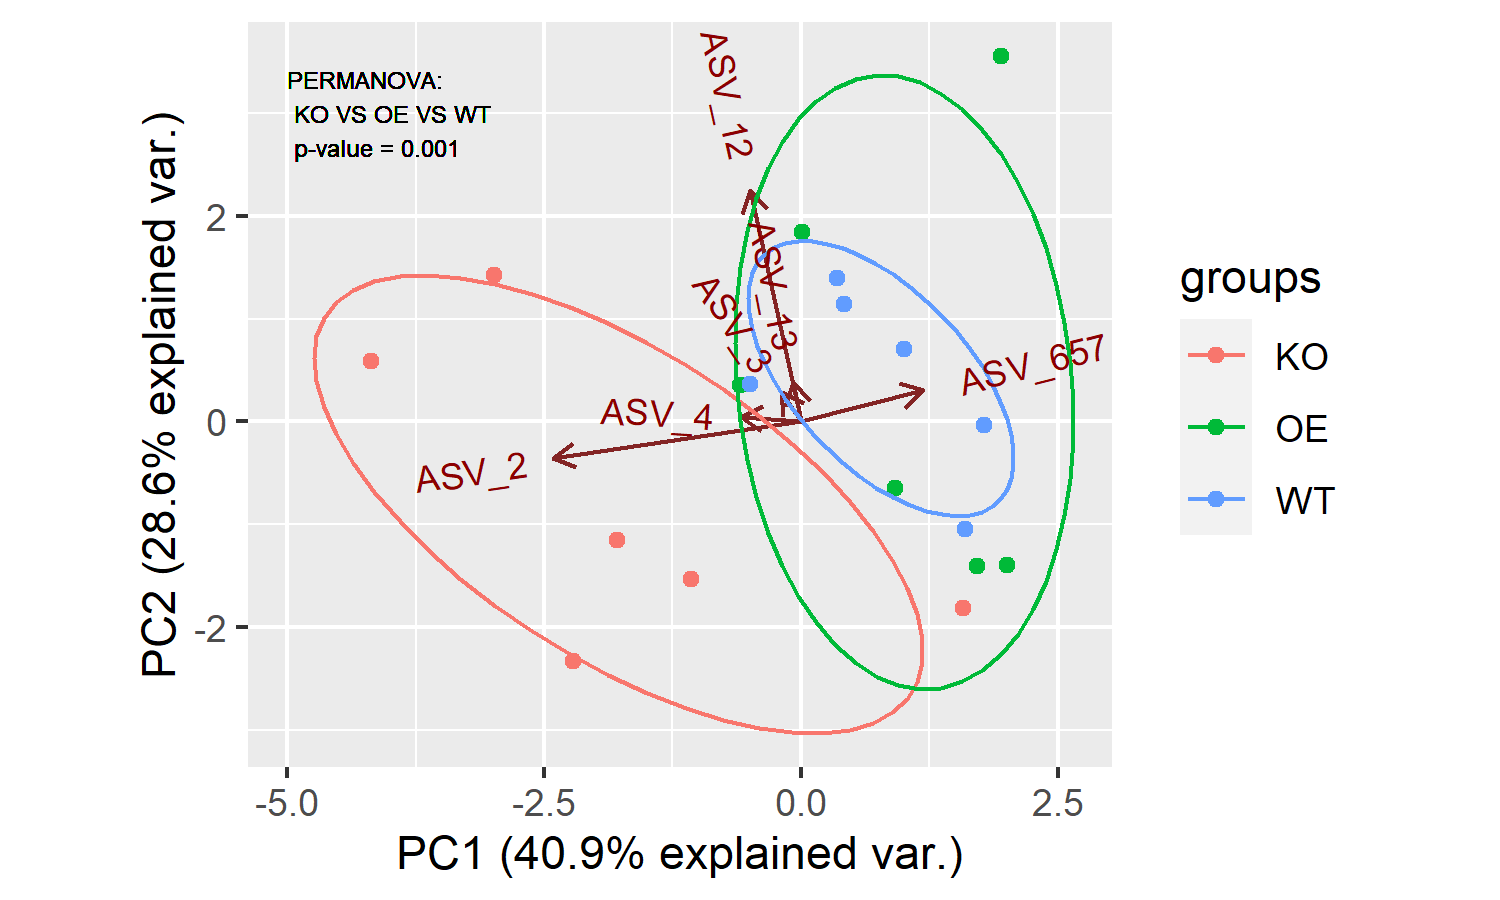 PERMANOVA:
KO VS OE VS WT
p-value = 0.001
ASV_12
ASV_13
ASV_3
ASV_657
ASV_4
ASV_2
2
0
-2
PC2 (28.6% explained var.)
-5.0
-2.5
0.0
2.5
PC1 (40.9% explained var.)
groups
KO
OE
WT